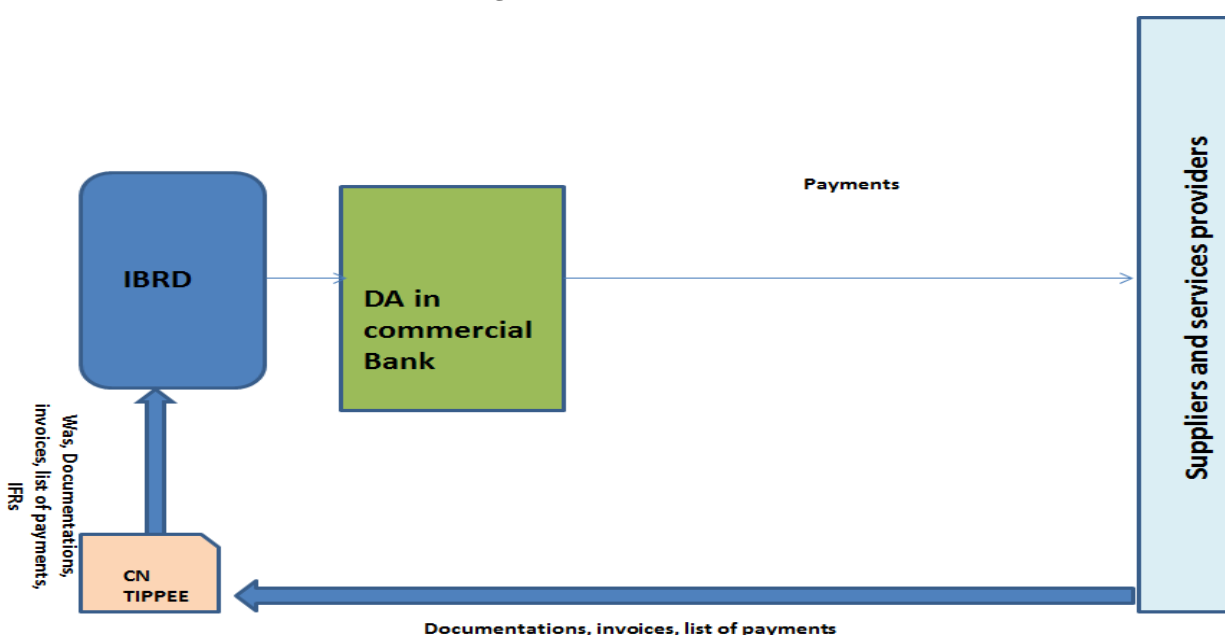 Payments
IBRD
DA in
commercial
Bank
Suppliers and services providers
Was, Documentations,
invoices, list of payments,
IFRs
CN
TIPPEE
Documentations, invoices, list of payments